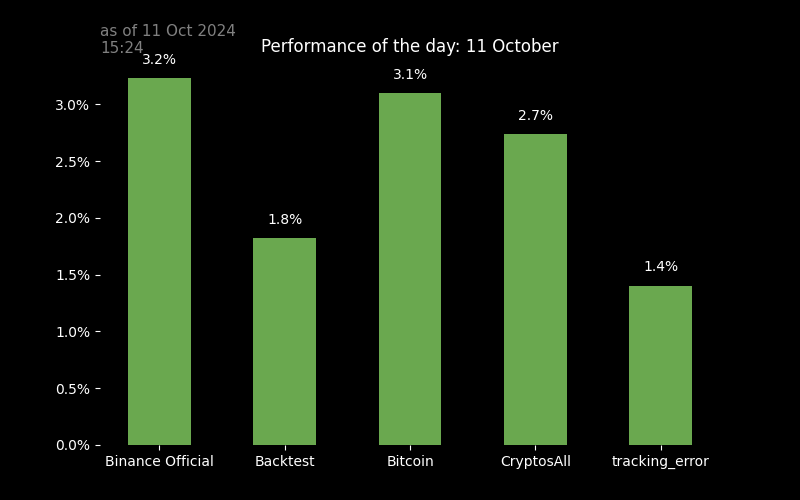 as of 11 Oct 2024
15:24
Performance of the day: 11 October
3.2%
1.8%
3.1%
2.7%
1.4%
3.0%
2.5%
2.0%
1.5%
1.0%
0.5%
0.0%
Binance Official
Backtest
Bitcoin
CryptosAll
tracking_error